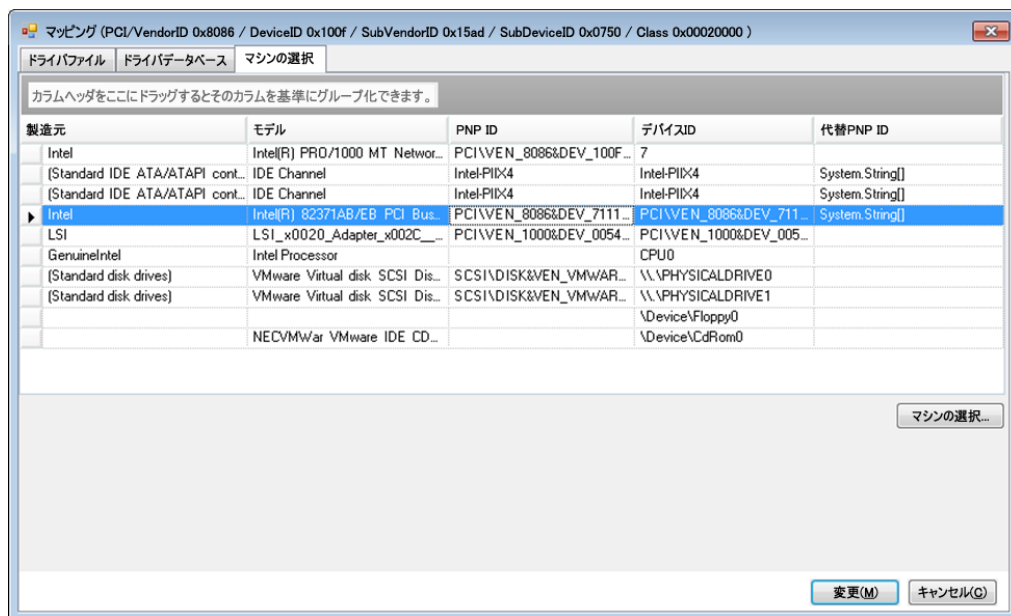 マッピング (PCI/VendorID 0x8086 / DeviceID 0x100f / SubVendorID 0x15ad / SubDeviceID 0x0750 / Class 0x00020000 )
ドライバファイル ドライバデータベース マシンの選択
カラムヘッダをここにドラッグするとそのカラムを基準にグループ化できます。
製造元 モデル PNP ID デバイスID 代替PNP ID
Intel Intel(R) PRO/1000 MT Networ... PCI\VEN_8086&DEV_100F... 7
(Standard IDE ATA/ATAPI cont... IDE Channel Intel-PIIX4 Intel-PIIX4 System.String[]
(Standard IDE ATA/ATAPI cont... IDE Channel Intel-PIIX4 Intel-PIIX4 System.String[]
Intel Intel(R) 82371AB/EB PCI Bus... PCI\VEN_8086&DEV_7111... PCI\VEN_8086&DEV_711... System.String[]
LSI LSI_x0020_Adapter_x002C__... PCI\VEN_1000&DEV_0054... PCI\VEN_1000&DEV_005...
GenuineIntel Intel Processor CPU0
(Standard disk drives) VMware Virtual disk SCSI Dis... SCSI\DISK&VEN_VMWAR... \\.\PHYSICALDRIVE0
(Standard disk drives) VMware Virtual disk SCSI Dis... SCSI\DISK&VEN_VMWAR... \\.\PHYSICALDRIVE1
\Device\Floppy0
NECVMWar VMware IDE CD... \Device\CdRom0
マシンの選択...
変更(M) キャンセル(C)